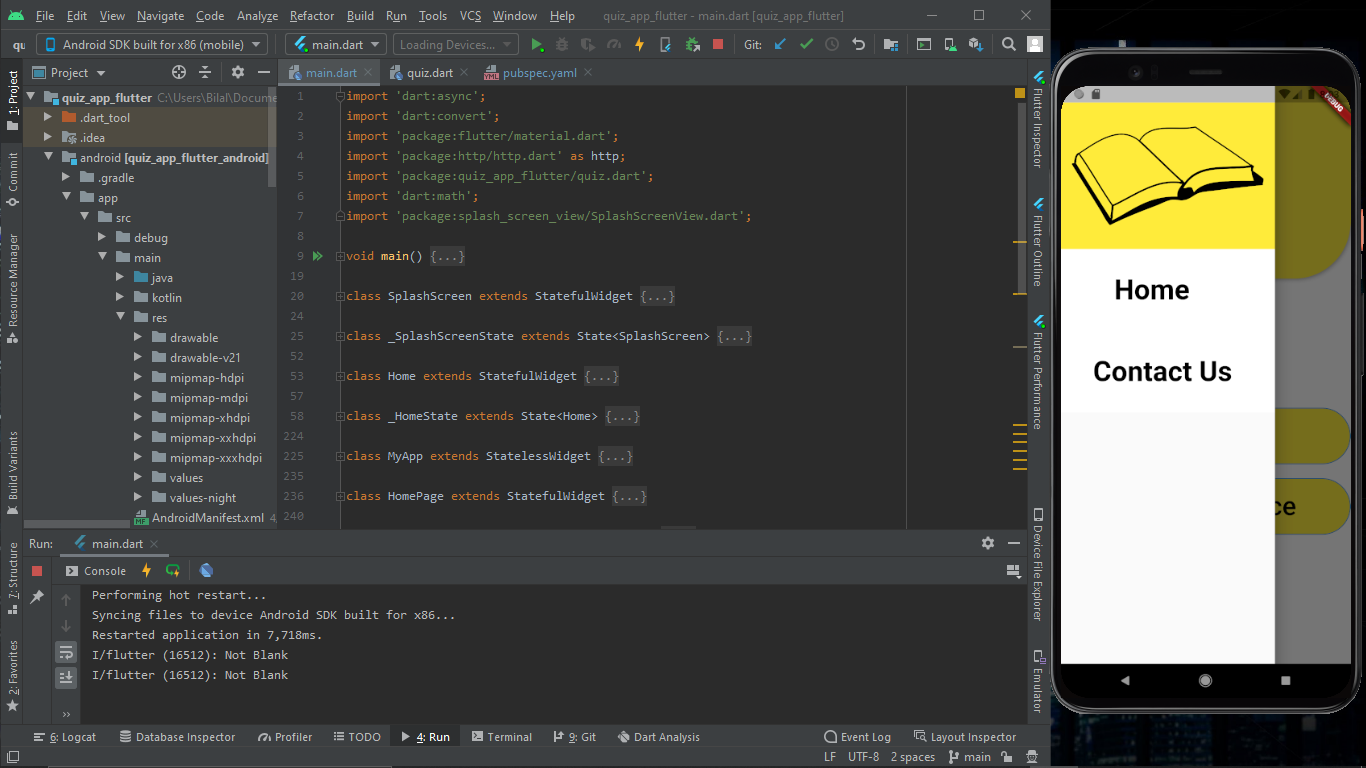 File Edit View Navigate Code Analyze Refactor Build Run Tools VCS Window Help quiz_app_flutter - main.dart [quiz_app_flutter]
qu Android SDK built for x86 (mobile) main.dart Loading Devices... Git:
Project
main.dart
quiz.dart
pubspec.yaml
1: Project
Commit
Resource Manager
Build Variants
7: Structure
2: Favorites
quiz_app_flutter C:\Users\Bilal\Docume
.dart_tool
.idea
android [quiz_app_flutter_android]
.gradle
app
src
debug
main
java
kotlin
res
drawable
drawable-v21
mipmap-hdpi
mipmap-mdpi
mipmap-xhdpi
mipmap-xxhdpi
mipmap-xxxhdpi
values
values-night
AndroidManifest.xml 4
1 import 'dart:async';
2 import 'dart:convert';
3 import 'package:flutter/material.dart';
4 import 'package:http/http.dart' as http;
5 import 'package:quiz_app_flutter/quiz.dart';
6 import 'dart:math';
7 import 'package:splash_screen_view/SplashScreenView.dart';
8
9 void main() {...}
19
20 class SplashScreen extends StatefulWidget {...}
24
25 class _SplashScreenState extends State<SplashScreen> {...}
52
53 class Home extends StatefulWidget {...}
57
58 class _HomeState extends State<Home> {...}
224
225 class MyApp extends StatelessWidget {...}
235
236 class HomePage extends StatefulWidget {...}
240
Flutter Inspector
Flutter Outline
Flutter Performance
Device File Explorer
Emulator
Run: main.dart
Console
Performing hot restart...
Syncing files to device Android SDK built for x86...
Restarted application in 7,718ms.
I/flutter (16512): Not Blank
I/flutter (16512): Not Blank
6: Logcat Database Inspector Profiler TODO 4: Run Terminal 9: Git Dart Analysis Event Log Layout Inspector
LF UTF-8 2 spaces main
DEBUG
Home
Contact Us
ce